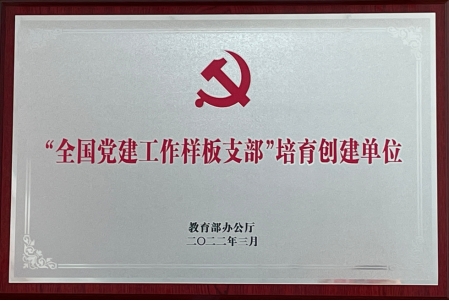 “全国党建工作样板支部”培育创建单位
教育部办公厅
二〇二二年三月